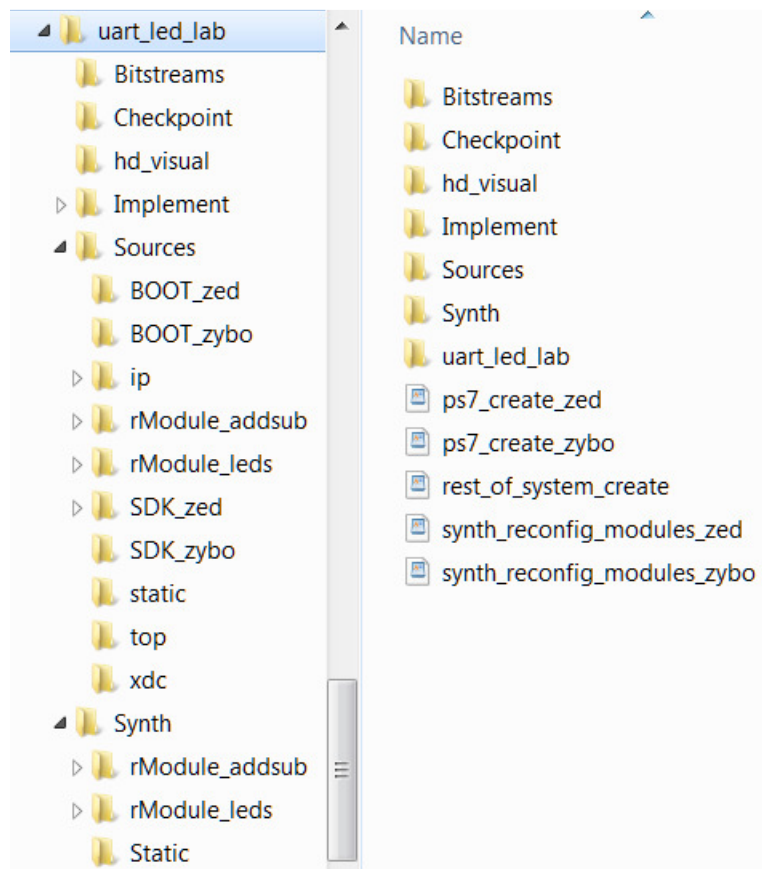 uart_led_lab
Bitstreams
Checkpoint
hd_visual
Implement
Sources
BOOT_zed
BOOT_zybo
ip
rModule_addsub
rModule_leds
SDK_zed
SDK_zybo
static
top
xdc
Synth
rModule_addsub
rModule_leds
Static
Name
Bitstreams
Checkpoint
hd_visual
Implement
Sources
Synth
uart_led_lab
ps7_create_zed
ps7_create_zybo
rest_of_system_create
synth_reconfig_modules_zed
synth_reconfig_modules_zybo